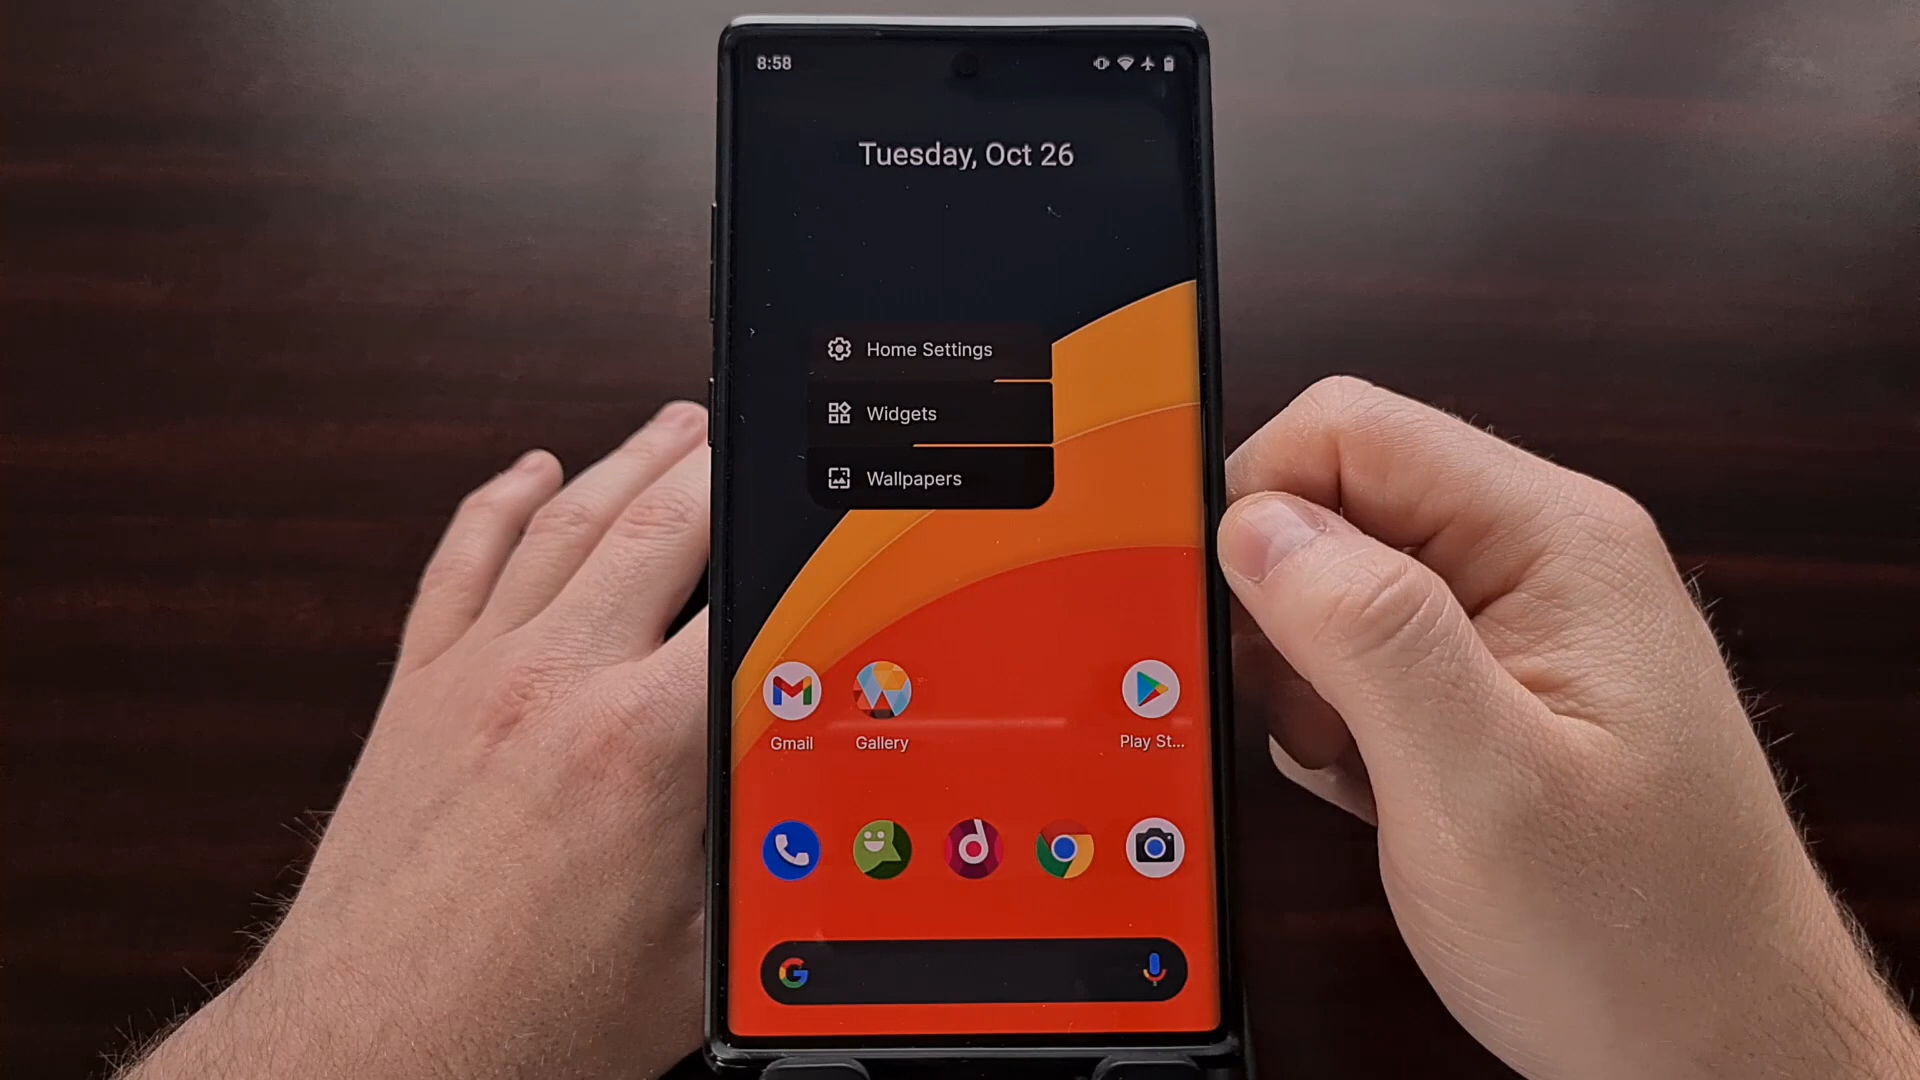 8:58
Tuesday, Oct 26
Home Settings
Widgets
Wallpapers
Gmail
Gallery
Play St...